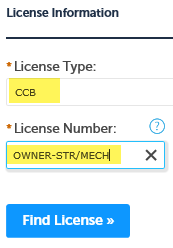 License Information
*License Type:
CCB
*License Number:
?
OWNER-STR/MECH
Find License »